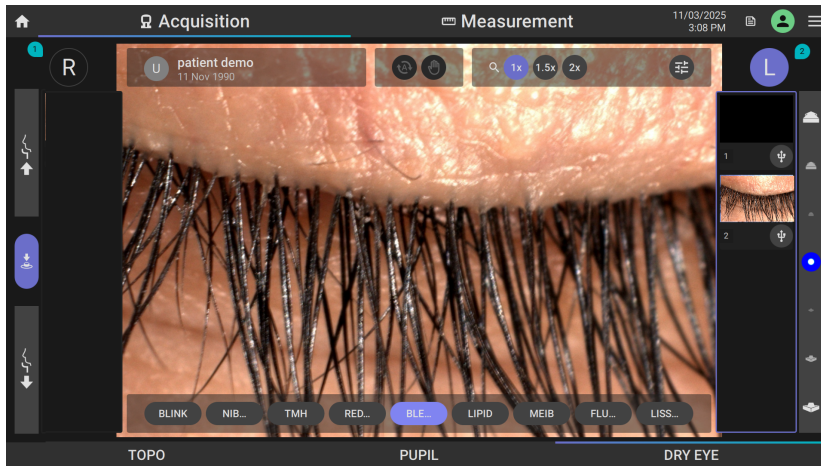 Acquisition
Measurement
11/03/2025
3:08 PM
1
R
U
patient demo
11 Nov 1990
A
1x
1.5x
2x
L
2
1
2
BLINK
NIB...
TMH
RED...
BLE...
LIPID
MEIB
FLU...
LISS...
TOPO
PUPIL
DRY EYE